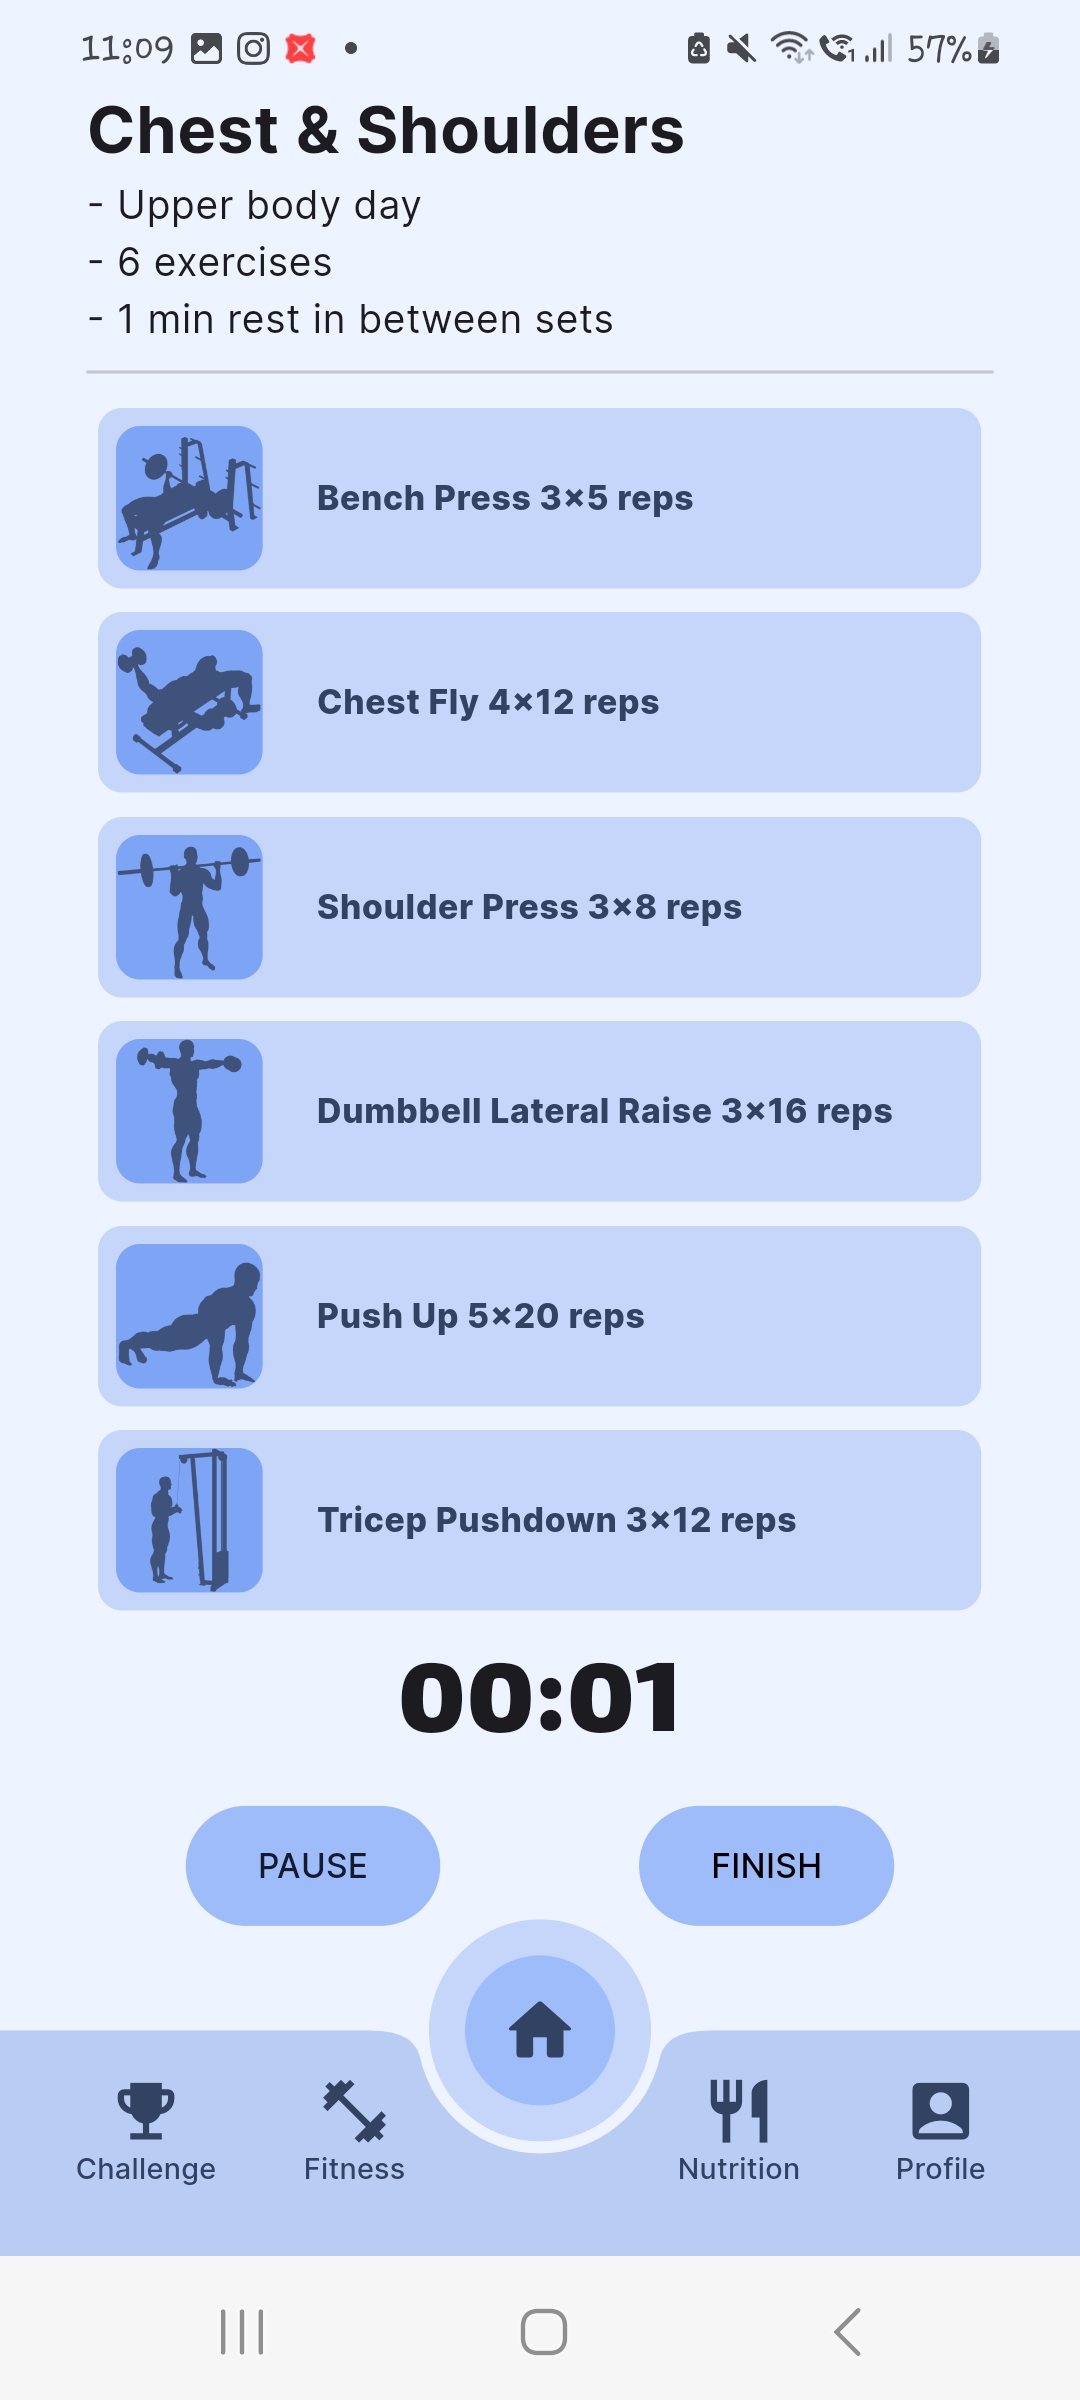 11:09
57%
Chest & Shoulders
- Upper body day
- 6 exercises
- 1 min rest in between sets
Bench Press 3×5 reps
Chest Fly 4×12 reps
Shoulder Press 3×8 reps
Dumbbell Lateral Raise 3×16 reps
Push Up 5×20 reps
Tricep Pushdown 3×12 reps
00:01
PAUSE
FINISH
Challenge
Fitness
Nutrition
Profile